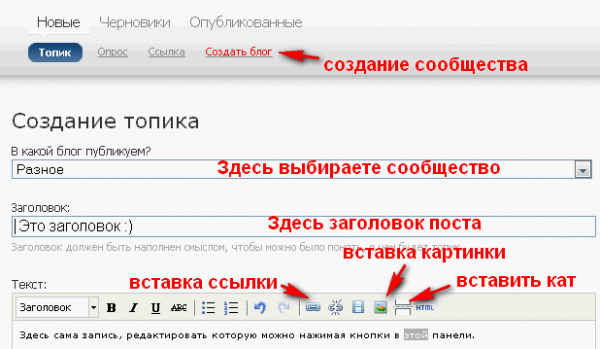 Новые Черновики Опубликованные
Топик Опрос Ссылка Создать блог
создание сообщества
Создание топика
В какой блог публикуем?
Разное Здесь выбираете сообщество
Заголовок:
Это заголовок :) Здесь заголовок поста
Заголовок должен быть наполнен смыслом, чтобы можно было понять, о чем будет топик.
вставка картинки
Текст:
вставка ссылки вставить кат
Заголовок B I U ABC HTML
Здесь сама запись, редактировать которую можно нажимая кнопки в этой панели.